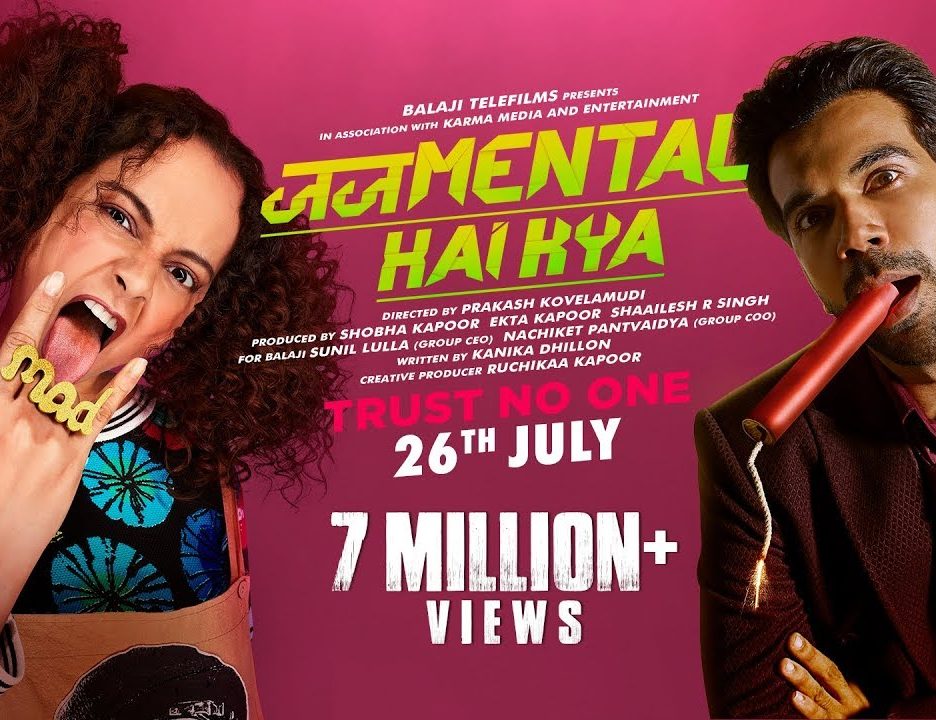 BALAJI TELEFILMS PRESENTS
IN ASSOCIATION WITH KARMA MEDIA AND ENTERTAINMENT
जजMENTAL
HAI KYA
DIRECTED BY PRAKASH KOVELAMUDI
PRODUCED BY SHOBHA KAPOOR EKTA KAPOOR SHAAILESH R SINGH
FOR BALAJI SUNIL LULLA (GROUP CEO) NACHIKET PANTVAIDYA (GROUP COO)
WRITTEN BY KANIKA DHILLON
CREATIVE PRODUCER RUCHIKAA KAPOOR
TRUST NO ONE
26TH JULY
7 MILLION+
VIEWS
mad